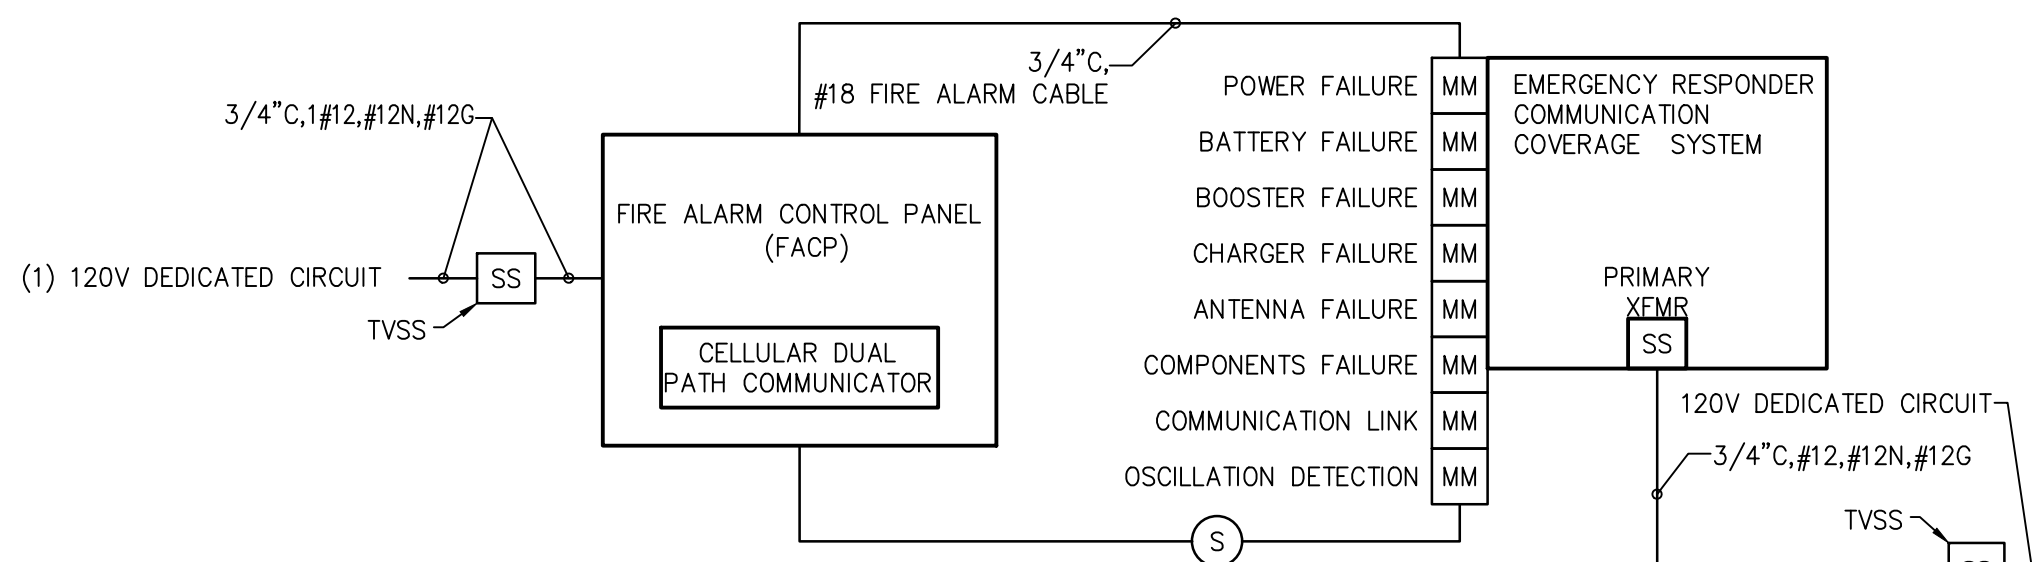 3/4"C,
#18 FIRE ALARM CABLE
3/4"C,1#12,#12N,#12G
(1) 120V DEDICATED CIRCUIT
SS
TVSS
FIRE ALARM CONTROL PANEL
(FACP)
CELLULAR DUAL
PATH COMMUNICATOR
POWER FAILURE MM
BATTERY FAILURE MM
BOOSTER FAILURE MM
CHARGER FAILURE MM
ANTENNA FAILURE MM
COMPONENTS FAILURE MM
COMMUNICATION LINK MM
OSCILLATION DETECTION MM
S
EMERGENCY RESPONDER
COMMUNICATION
COVERAGE SYSTEM
PRIMARY
XFMR
SS
120V DEDICATED CIRCUIT
3/4"C,#12,#12N,#12G
TVSS